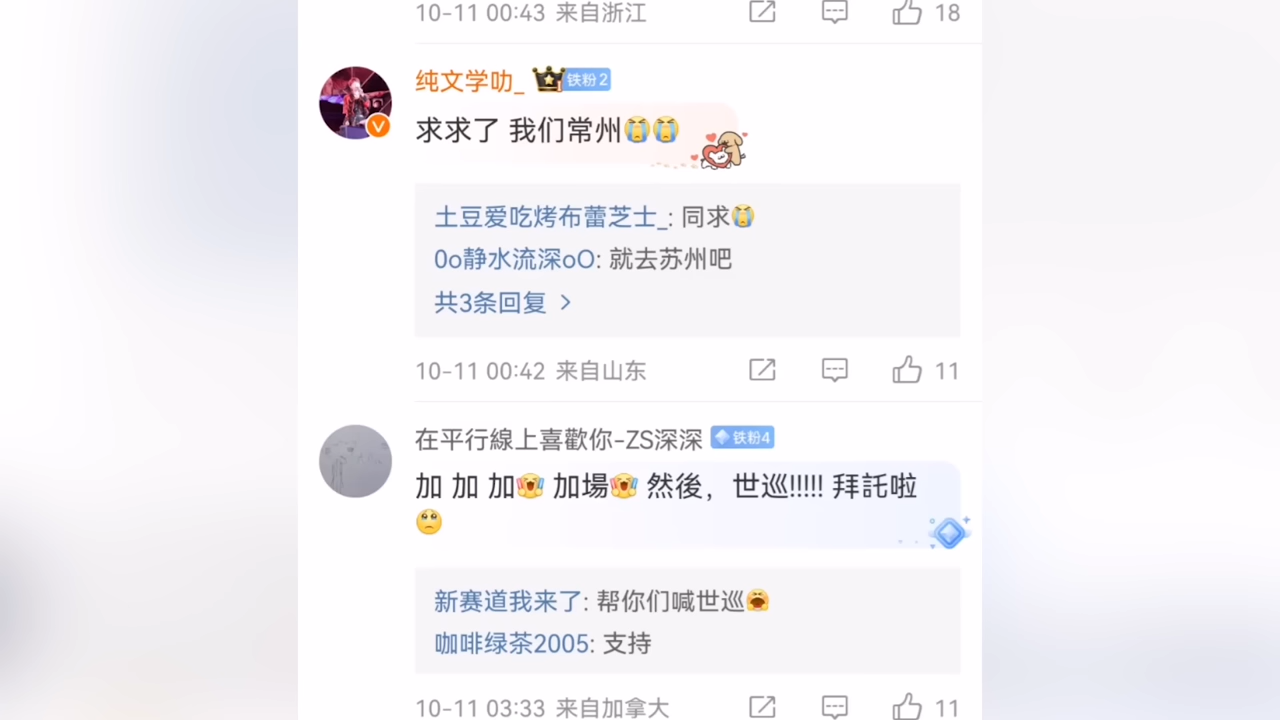 10-11 00:43 来自浙江 18
纯文学叻_ 铁粉2
求求了 我们常州😭😭
土豆爱吃烤布蕾芝士_: 同求😭
0o静水流深oO: 就去苏州吧
共3条回复 >
10-11 00:42 来自山东 11
在平行線上喜歡你-ZS深深 铁粉4
加 加 加 加場 然後，世巡!!!!! 拜託啦
🥺
新赛道我来了: 帮你们喊世巡
咖啡绿茶2005: 支持
10-11 03:33 来自加拿大 11